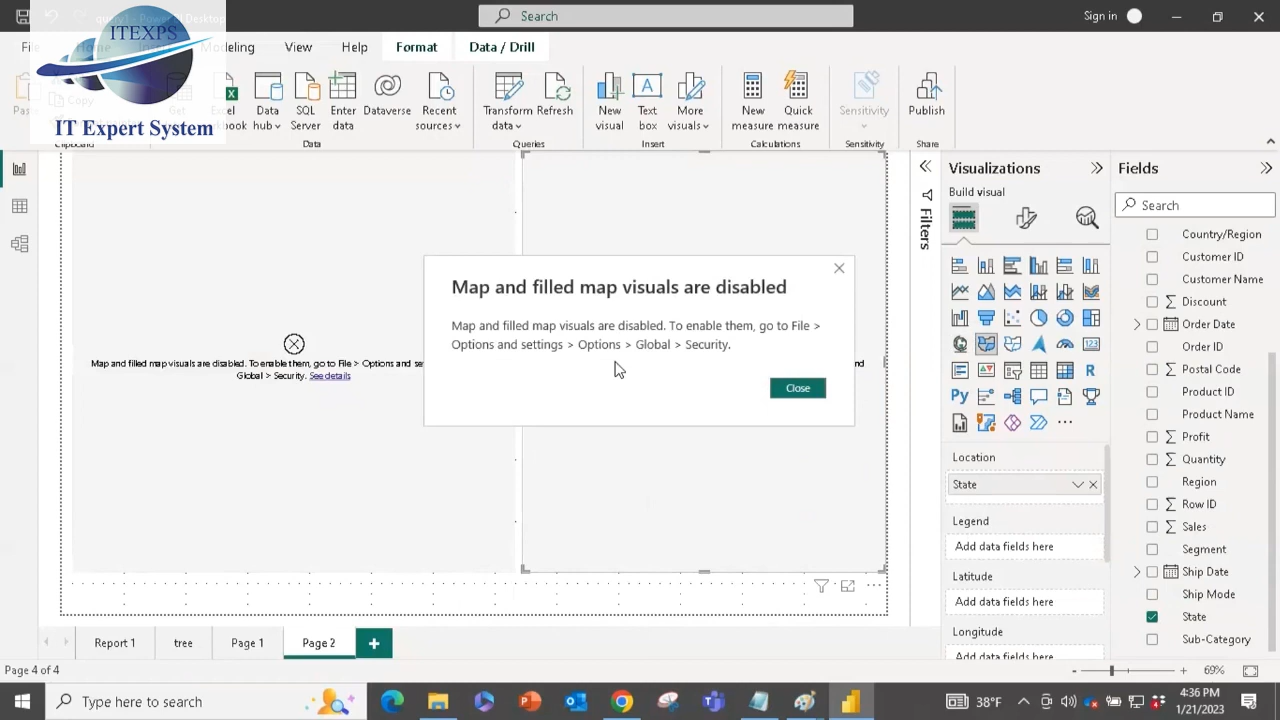 Search
Sign in
ITEXPS
IT Expert System
Modeling
View
Help
Format
Data / Drill
Copy
Data
hub
SQL
Server
Enter
data
Dataverse
Recent
sources
Transform
data
Refresh
New
visual
Text
box
More
visuals
New
measure
Quick
measure
Sensitivity
Publish
Clipboard
Data
Queries
Insert
Calculations
Sensitivity
Share
Map and filled map visuals are disabled. To enable them, go to File > Options and
Global > Security. See details
Map and filled map visuals are disabled
Map and filled map visuals are disabled. To enable them, go to File >
Options and settings > Options > Global > Security.
Close
Filters
Visualizations
Build visual
Location
State
Legend
Add data fields here
Latitude
Add data fields here
Longitude
Add data fields here
Fields
Search
Country/Region
Customer ID
Customer Name
Discount
Order Date
Order ID
Postal Code
Product ID
Product Name
Profit
Quantity
Region
Row ID
Sales
Segment
Ship Date
Ship Mode
State
Sub-Category
Report 1
tree
Page 1
Page 2
Page 4 of 4
69%
Type here to search
38°F
4:36 PM
1/21/2023